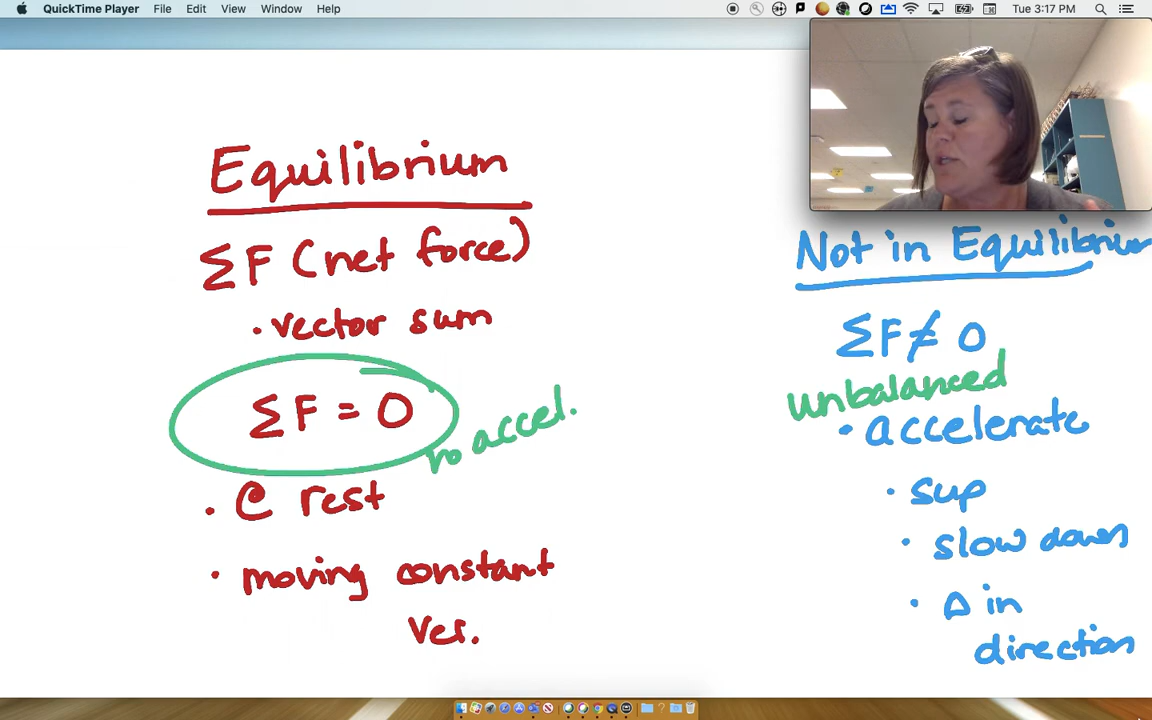 QuickTime Player File Edit View Window Help
Tue 3:17 PM
Equilibrium
ΣF (net force)
• vector sum
ΣF = 0
no accel.
• @ rest
• moving constant
Vel.
Not in Equilibrium
ΣF ≠ 0
unbalanced
• accelerate
• sup
• slow down
• Δ in
direction